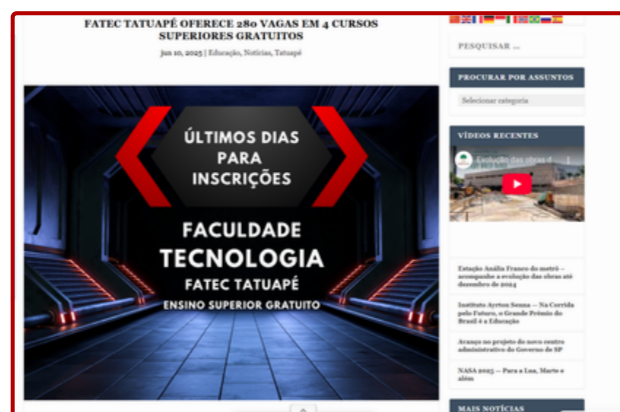 FATEC TATUAPÉ OFERECE 280 VAGAS EM 4 CURSOS
SUPERIORES GRATUITOS
jun 10, 2025 | Educação, Notícias, Tatuapé
ÚLTIMOS DIAS
PARA
INSCRIÇÕES
FACULDADE
TECNOLOGIA
FATEC TATUAPÉ
ENSINO SUPERIOR GRATUITO
PESQUISAR ...
PROCURAR POR ASSUNTOS
Selecionar categoria
VÍDEOS RECENTES
Evolução das obras d
Estação Anália Franco do metrô –
acompanhe a evolução das obras até
dezembro de 2024
Instituto Ayrton Senna – Na Corrida
pelo Futuro, o Grande Prêmio do
Brasil é a Educação
Avanço no projeto do novo centro
administrativo do Governo de SP
NASA 2025 – Para a Lua, Marte e
além
MAIS NOTÍCIAS